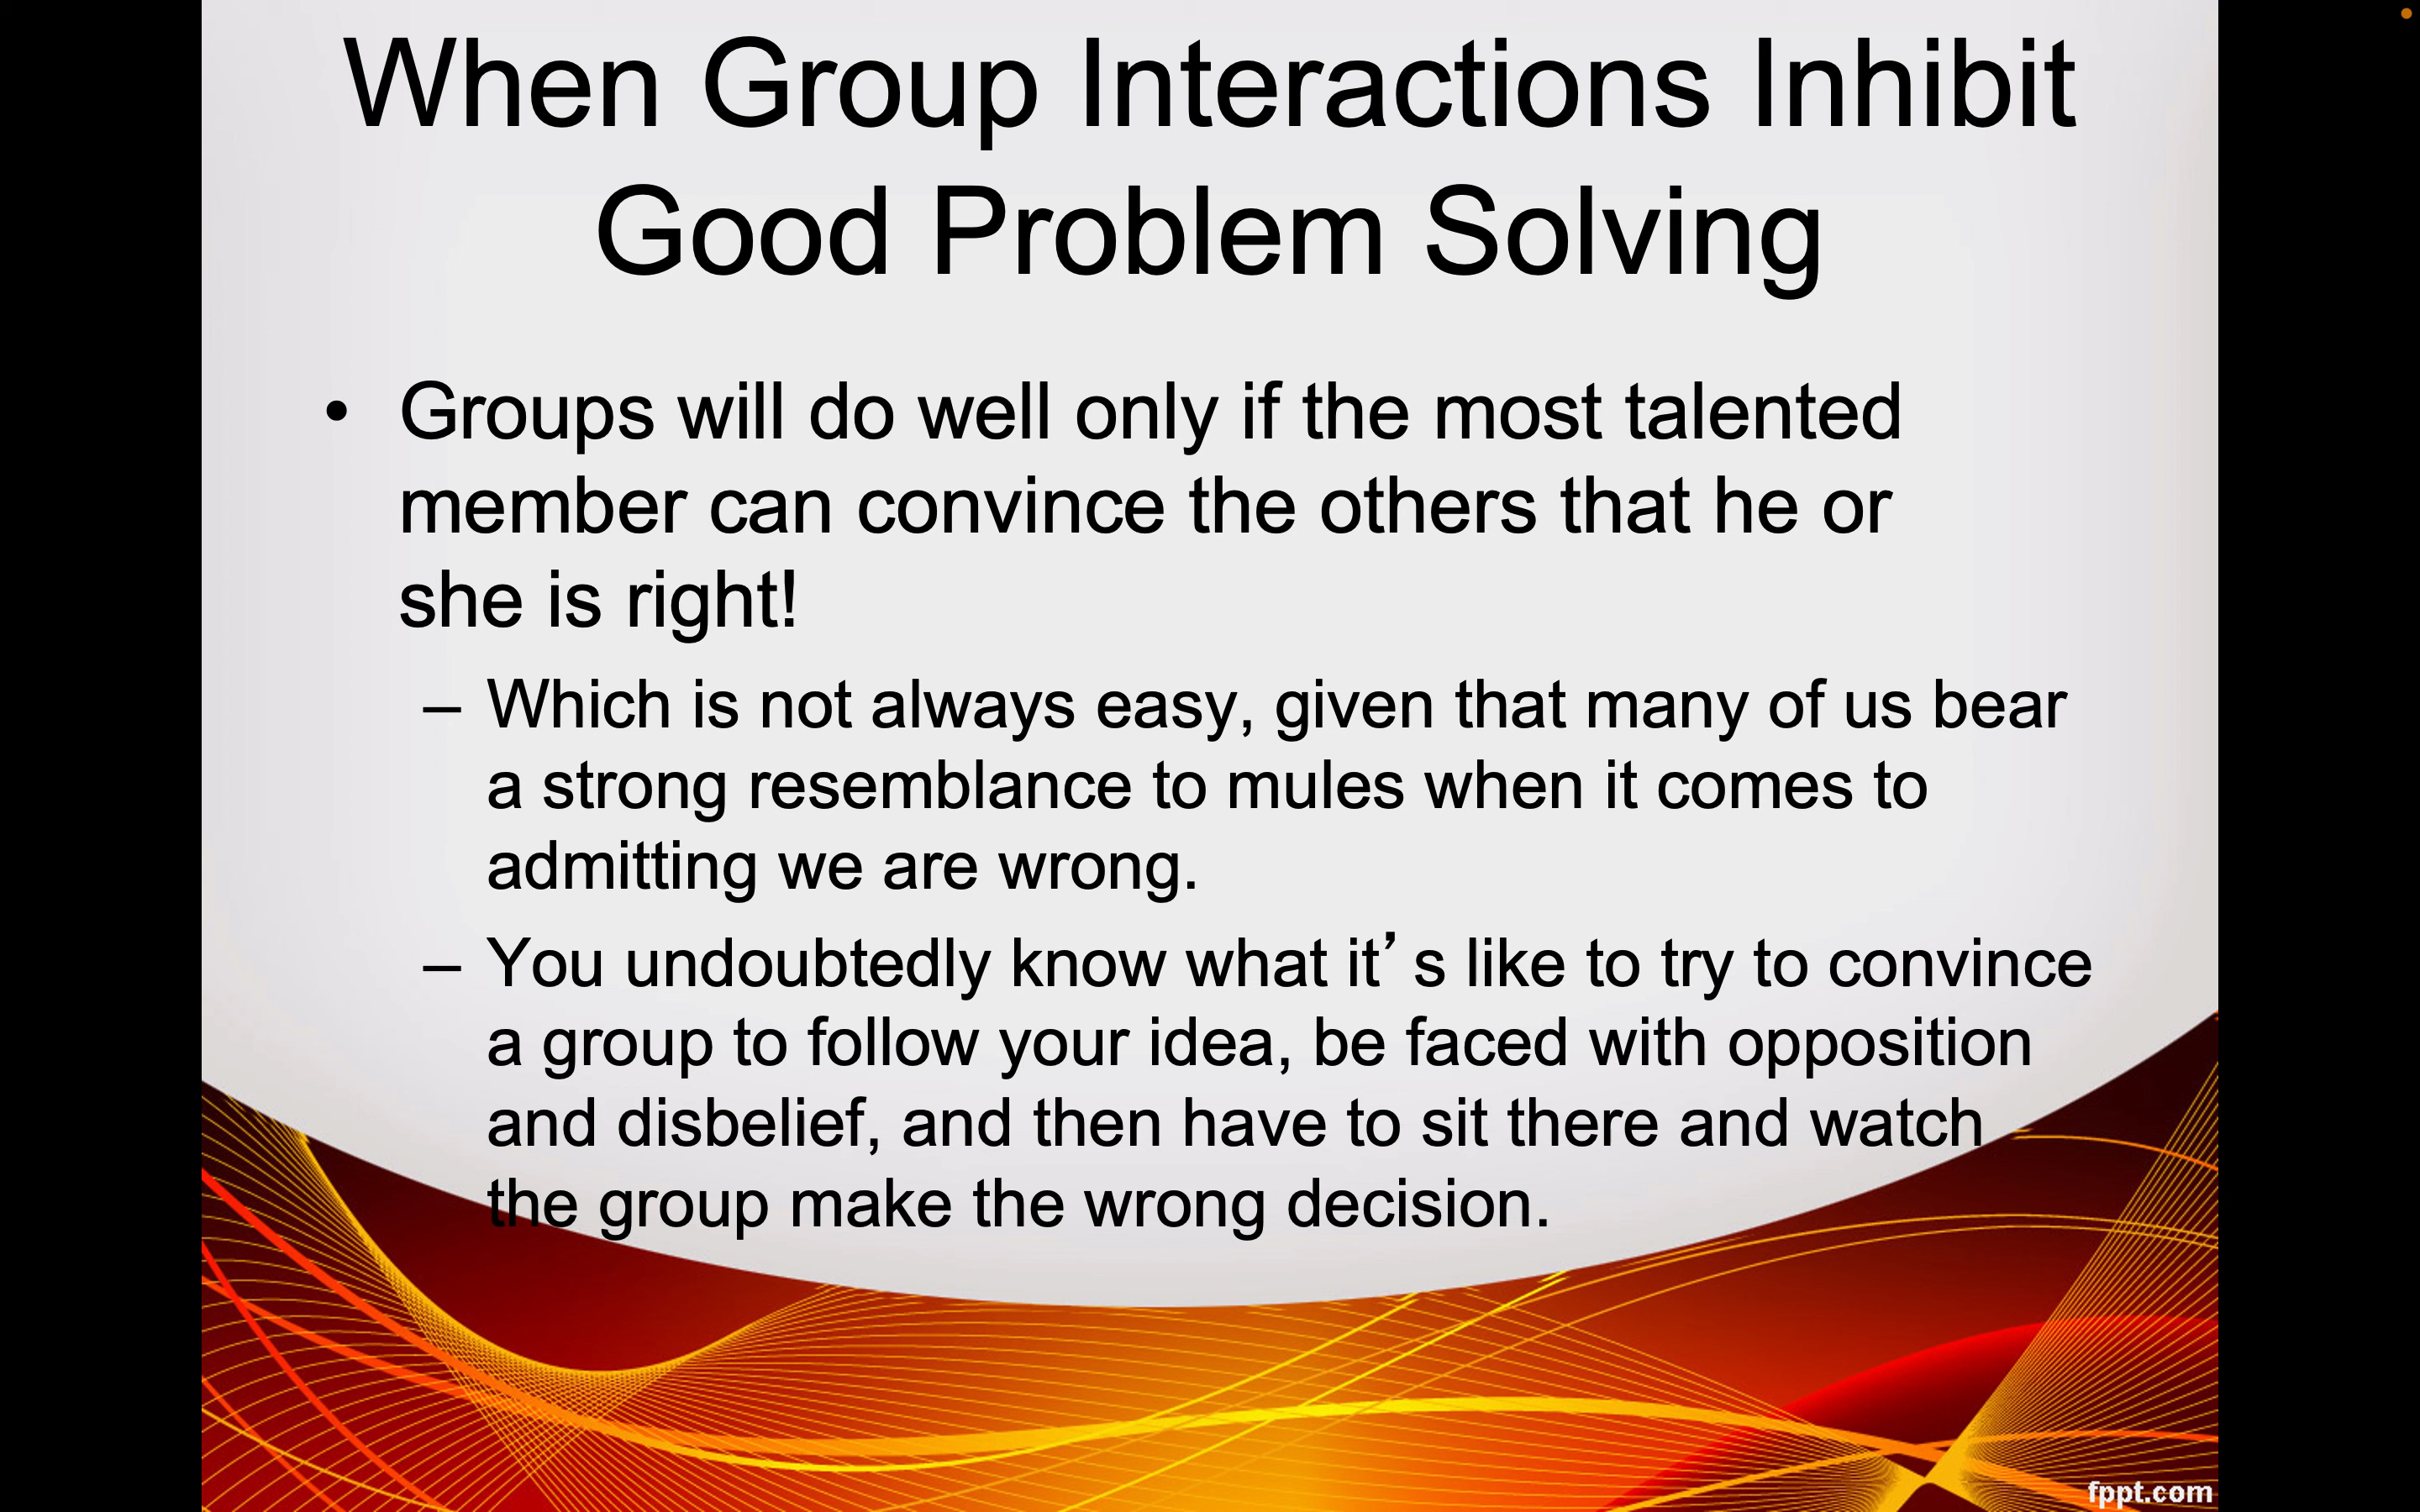 When Group Interactions Inhibit
Good Problem Solving
• Groups will do well only if the most talented
member can convince the others that he or
she is right!
– Which is not always easy, given that many of us bear
a strong resemblance to mules when it comes to
admitting we are wrong.
– You undoubtedly know what it’ s like to try to convince
a group to follow your idea, be faced with opposition
and disbelief, and then have to sit there and watch
the group make the wrong decision.
fppt.com